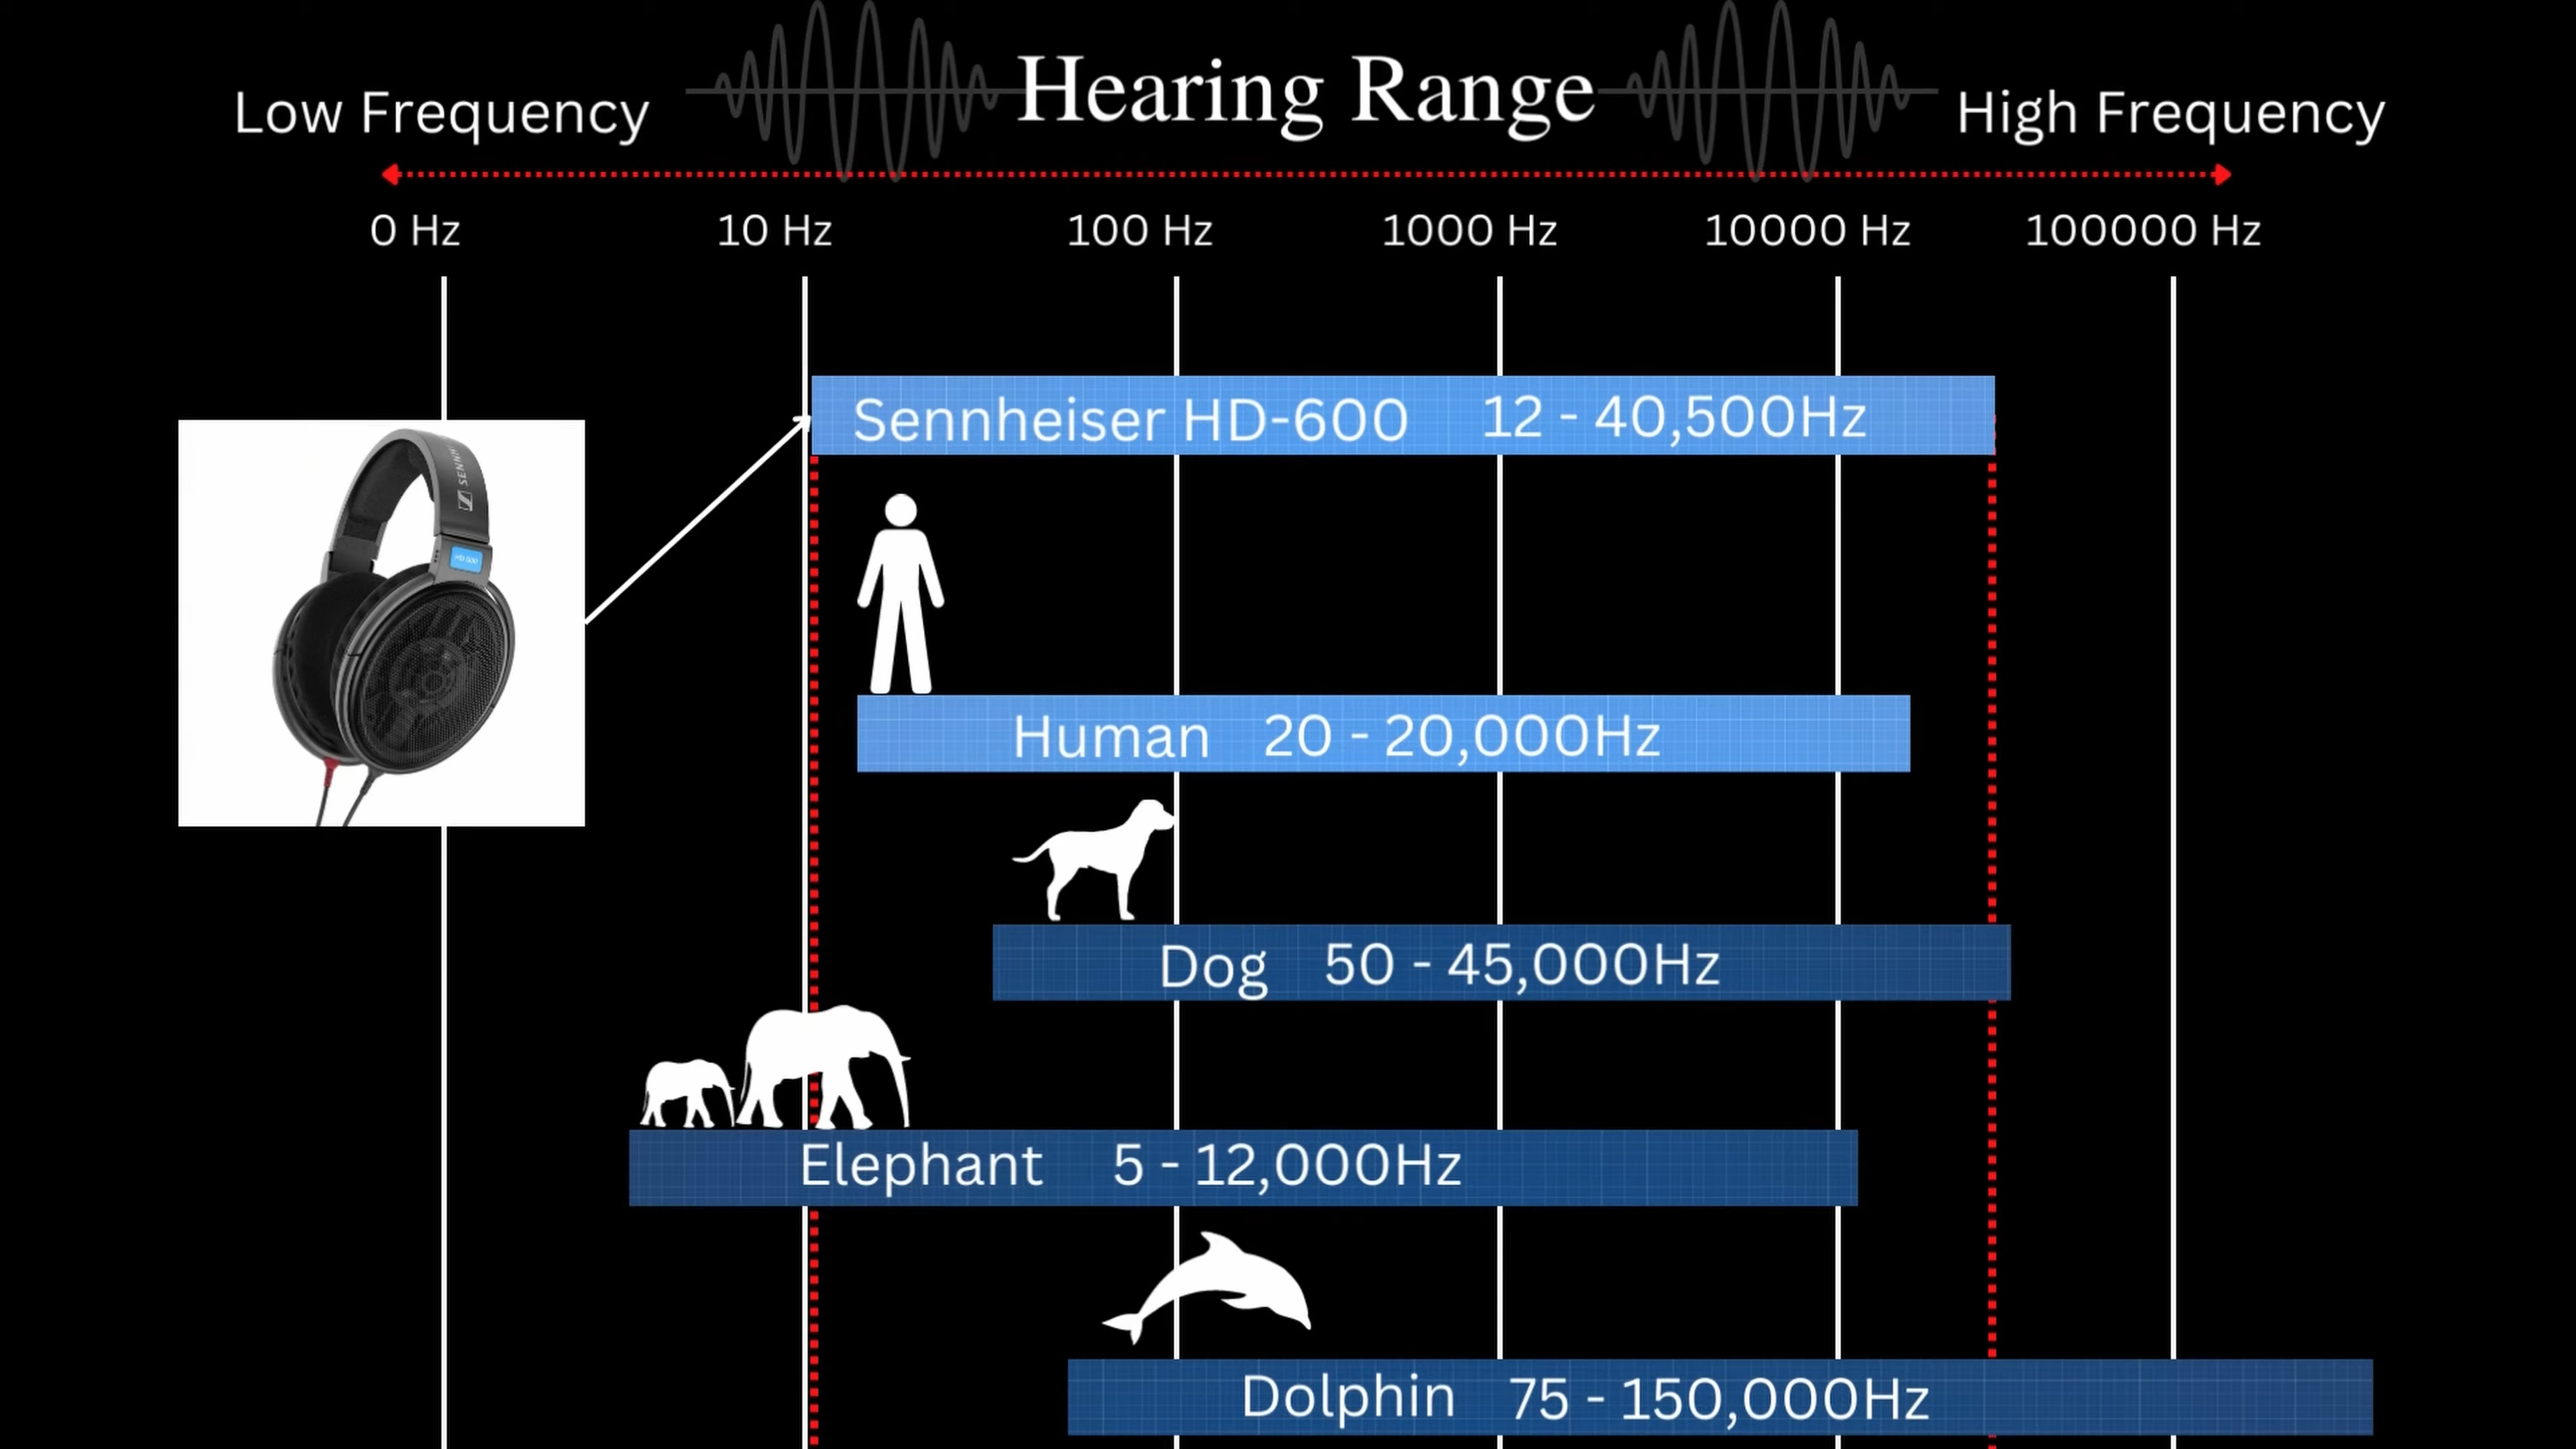 Hearing Range
Low Frequency
High Frequency
0 Hz
10 Hz
100 Hz
1000 Hz
10000 Hz
100000 Hz
Sennheiser HD-600 12 - 40,500Hz
Human 20 - 20,000Hz
Dog 50 - 45,000Hz
Elephant 5 - 12,000Hz
Dolphin 75 - 150,000Hz